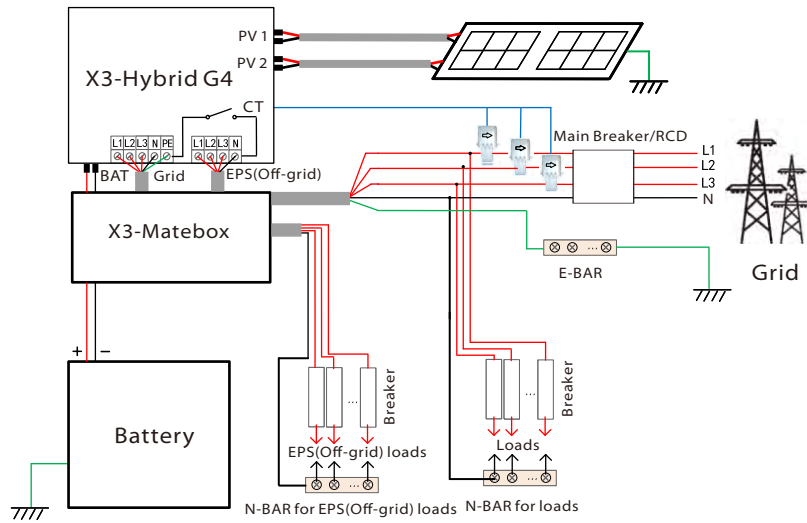 PV 1
PV 2
X3-Hybrid G4
CT
L1 L2 L3 N PE
L1 L2 L3 N
BAT
Grid
EPS(Off-grid)
Main Breaker/RCD
L1
L2
L3
N
X3-Matebox
E-BAR
Grid
+ −
Battery
...
Breaker
EPS(Off-grid) loads
...
N-BAR for EPS(Off-grid) loads
...
Breaker
Loads
...
N-BAR for loads